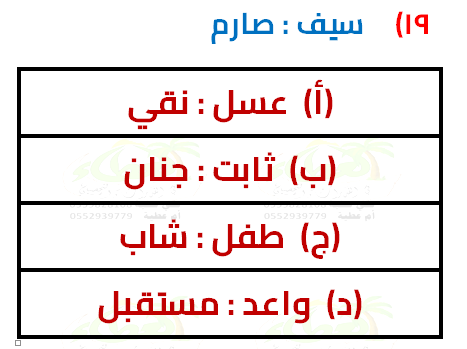 ١٩) سيف : صارم
(أ) عسل : نقي
(ب) ثابت : جنان
0552939779 أم عطية 0552939779 أم عطية
(ج) طفل : شاب
(د) واعد : مستقبل